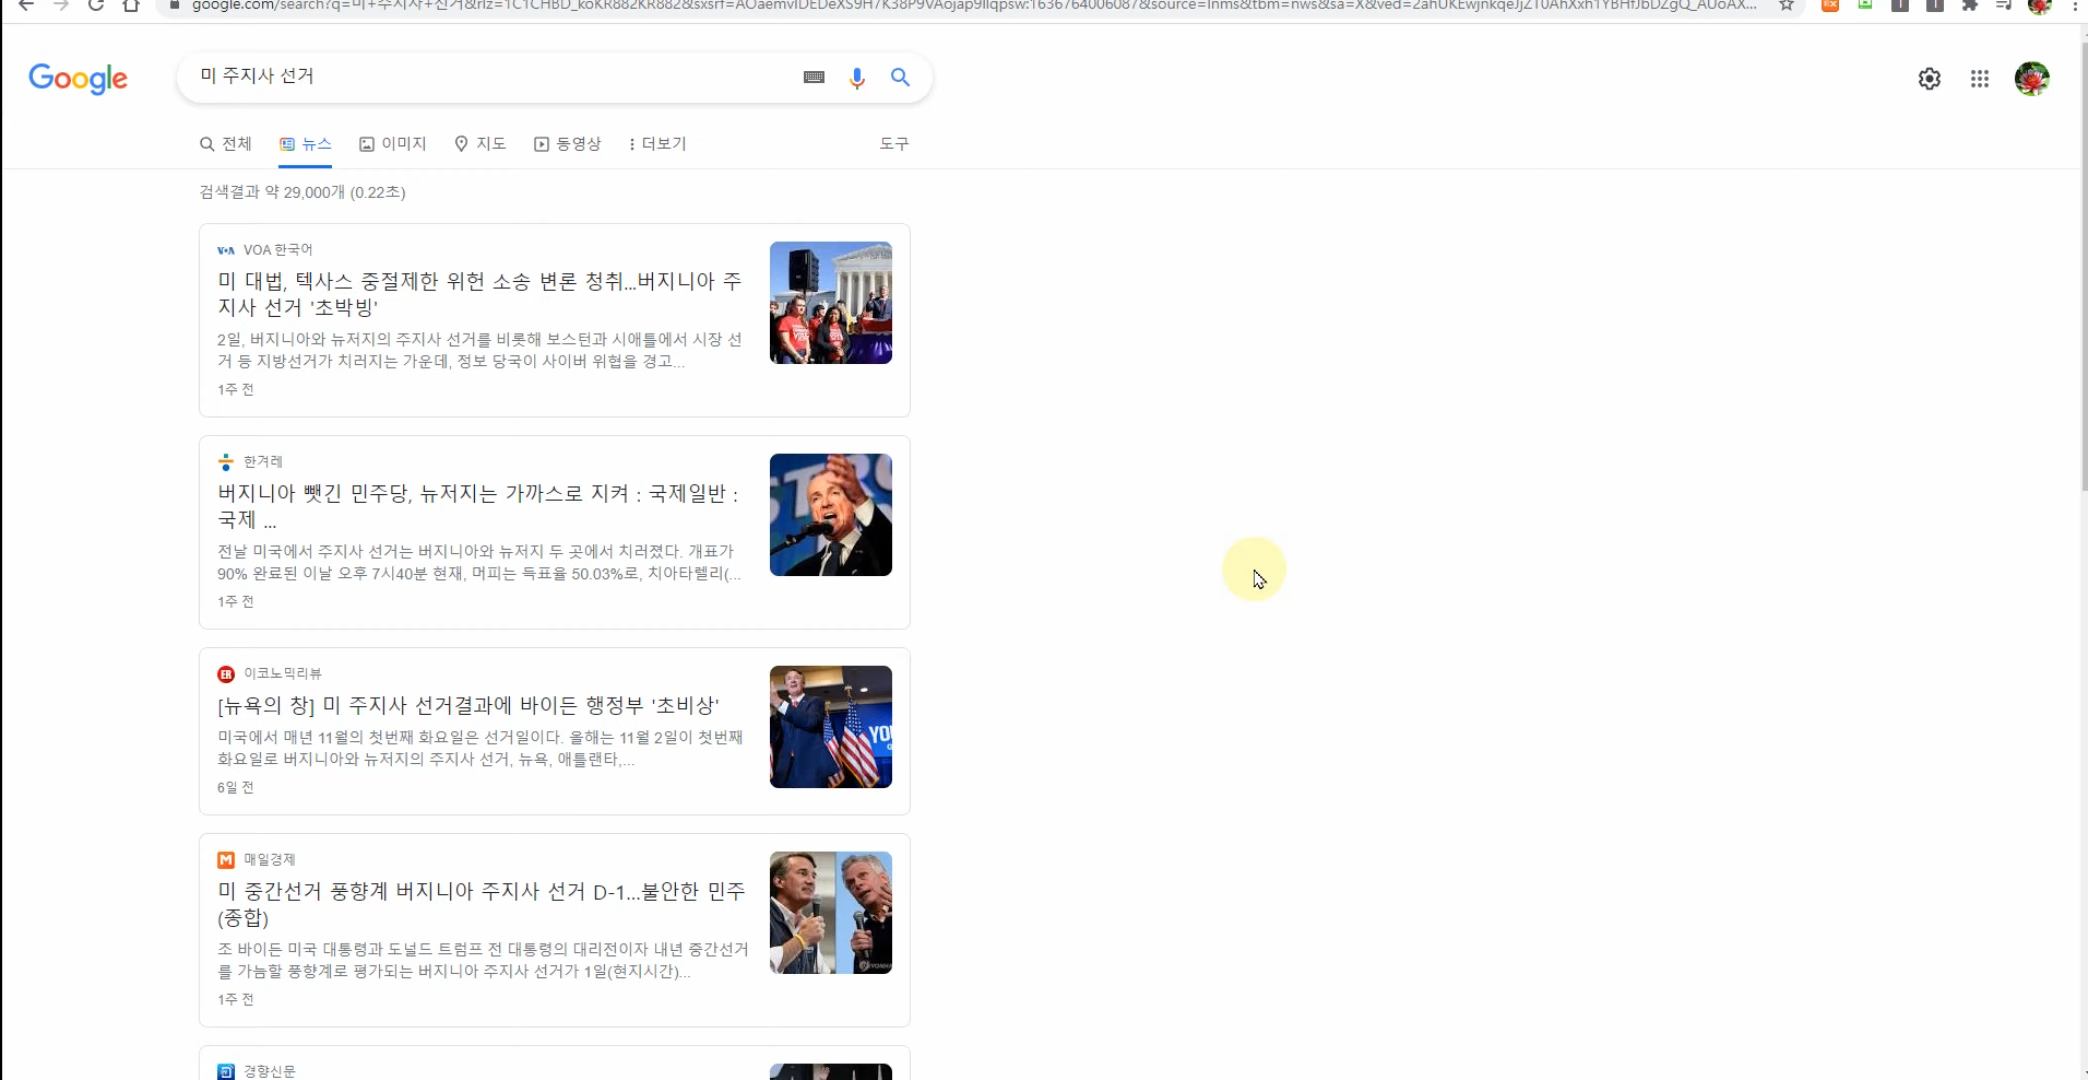 Google
미 주지사 선거
전체 뉴스 이미지 지도 동영상 더보기 도구
검색결과 약 29,000개 (0.22초)
VOA 한국어
미 대법, 텍사스 중절제한 위헌 소송 변론 청취...버지니아 주
지사 선거 '초박빙'
2일, 버지니아와 뉴저지의 주지사 선거를 비롯해 보스턴과 시애틀에서 시장 선
거 등 지방선거가 치러지는 가운데, 정보 당국이 사이버 위협을 경고...
1주 전
한겨레
버지니아 뺏긴 민주당, 뉴저지는 가까스로 지켜 : 국제일반 :
국제 ...
전날 미국에서 주지사 선거는 버지니아와 뉴저지 두 곳에서 치러졌다. 개표가
90% 완료된 이날 오후 7시40분 현재, 머피는 득표율 50.03%로, 치아타렐리(...
1주 전
이코노믹리뷰
[뉴욕의 창] 미 주지사 선거결과에 바이든 행정부 '초비상'
미국에서 매년 11월의 첫번째 화요일은 선거일이다. 올해는 11월 2일이 첫번째
화요일로 버지니아와 뉴저지의 주지사 선거, 뉴욕, 애틀랜타,...
6일 전
매일경제
미 중간선거 풍향계 버지니아 주지사 선거 D-1...불안한 민주
(종합)
조 바이든 미국 대통령과 도널드 트럼프 전 대통령의 대리전이자 내년 중간선거
를 가늠할 풍향계로 평가되는 버지니아 주지사 선거가 1일(현지시간)...
1주 전
경향신문